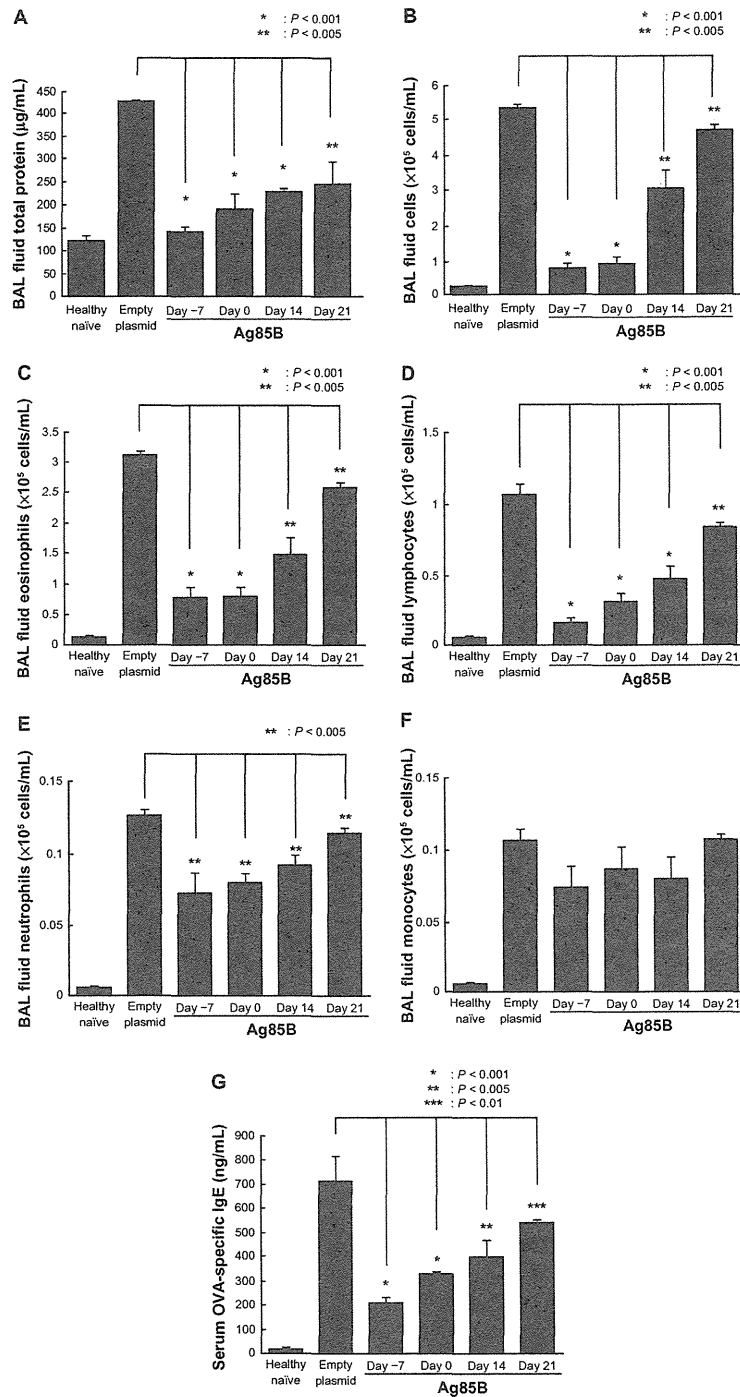 A
* : P < 0.001
** : P < 0.005
BAL fluid total protein (µg/mL)
450
400
350
300
250
200
150
100
50
0
* * * **
Healthy naïve
Empty plasmid
Day −7
Day 0
Day 14
Day 21
Ag85B
B
* : P < 0.001
** : P < 0.005
BAL fluid cells (×10⁵ cells/mL)
6
5
4
3
2
1
0
* * ** **
Healthy naïve
Empty plasmid
Day −7
Day 0
Day 14
Day 21
Ag85B
C
* : P < 0.001
** : P < 0.005
BAL fluid eosinophils (×10⁵ cells/mL)
3.5
3
2.5
2
1.5
1
0.5
0
* * ** **
Healthy naïve
Empty plasmid
Day −7
Day 0
Day 14
Day 21
Ag85B
D
* : P < 0.001
** : P < 0.005
BAL fluid lymphocytes (×10⁵ cells/mL)
1.5
1
0.5
0
* * * **
Healthy naïve
Empty plasmid
Day −7
Day 0
Day 14
Day 21
Ag85B
E
** : P < 0.005
BAL fluid neutrophils (×10⁵ cells/mL)
0.15
0.1
0.05
0
** ** ** **
Healthy naïve
Empty plasmid
Day −7
Day 0
Day 14
Day 21
Ag85B
F
BAL fluid monocytes (×10⁵ cells/mL)
0.15
0.1
0.05
0
Healthy naïve
Empty plasmid
Day −7
Day 0
Day 14
Day 21
Ag85B
G
* : P < 0.001
** : P < 0.005
*** : P < 0.01
Serum OVA-specific IgE (ng/mL)
900
800
700
600
500
400
300
200
100
0
* * ** ***
Healthy naïve
Empty plasmid
Day −7
Day 0
Day 14
Day 21
Ag85B